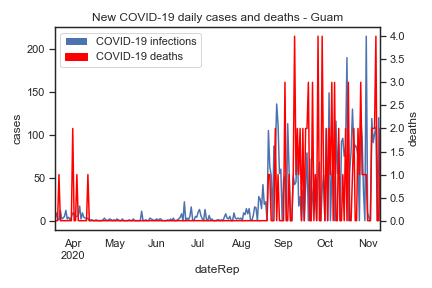 New COVID-19 daily cases and deaths - Guam
COVID-19 infections
COVID-19 deaths
cases
200
150
100
50
0
deaths
4.0
3.5
3.0
2.5
2.0
1.5
1.0
0.5
0.0
Apr May Jun Jul Aug Sep Oct Nov
2020
dateRep